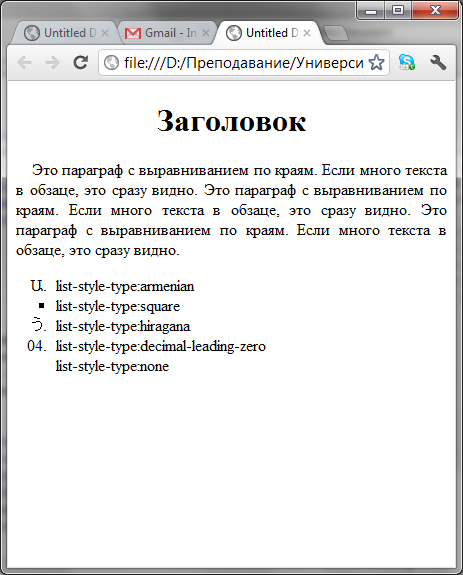 Untitled D
Gmail - In
Untitled D
file:///D:/Преподавание/Универси
Заголовок
Это параграф с выравниванием по краям. Если много текста
в обзаце, это сразу видно. Это параграф с выравниванием по
краям. Если много текста в обзаце, это сразу видно. Это
параграф с выравниванием по краям. Если много текста в
обзаце, это сразу видно.
Ա. list-style-type:armenian
▪ list-style-type:square
う. list-style-type:hiragana
04. list-style-type:decimal-leading-zero
list-style-type:none